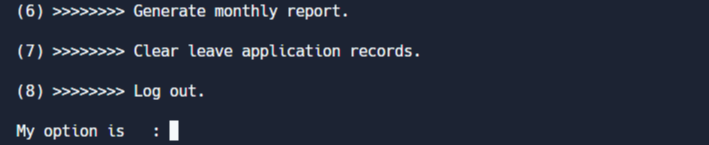 (6) >>>>>>>> Generate monthly report.
(7) >>>>>>>> Clear leave application records.
(8) >>>>>>>> Log out.
My option is   :